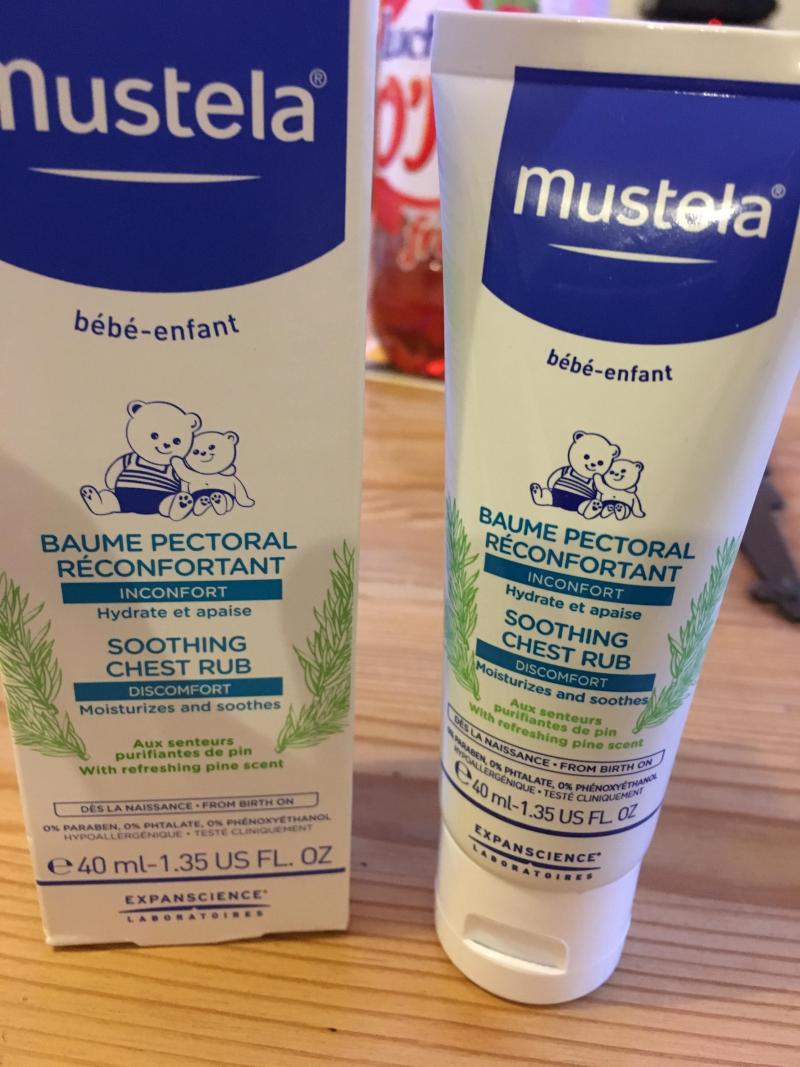 mustela®
bébé-enfant
BAUME PECTORAL
RÉCONFORTANT
INCONFORT
Hydrate et apaise
SOOTHING
CHEST RUB
DISCOMFORT
Moisturizes and soothes
Aux senteurs
purifiantes de pin
With refreshing pine scent
DÈS LA NAISSANCE • FROM BIRTH ON
0% PARABEN, 0% PHTALATE, 0% PHÉNOXYÉTHANOL
HYPOALLERGÉNIQUE • TESTÉ CLINIQUEMENT
℮ 40 ml-1.35 US FL. OZ
EXPANSCIENCE®
LABORATOIRES
mustela®
bébé-enfant
BAUME PECTORAL
RÉCONFORTANT
INCONFORT
Hydrate et apaise
SOOTHING
CHEST RUB
DISCOMFORT
Moisturizes and soothes
Aux senteurs
purifiantes de pin
With refreshing pine scent
DÈS LA NAISSANCE • FROM BIRTH ON
0% PARABEN, 0% PHTALATE, 0% PHÉNOXYÉTHANOL
HYPOALLERGÉNIQUE • TESTÉ CLINIQUEMENT
℮ 40 ml-1.35 US FL. OZ
EXPANSCIENCE®
LABORATOIRES